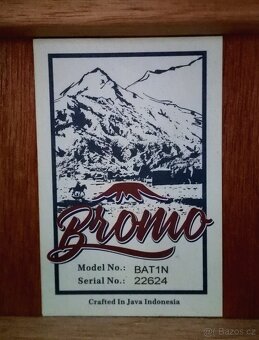 Bromo
Model No.: BAT1N
Serial No.: 22624
Crafted In Java Indonesia
Bazos.cz